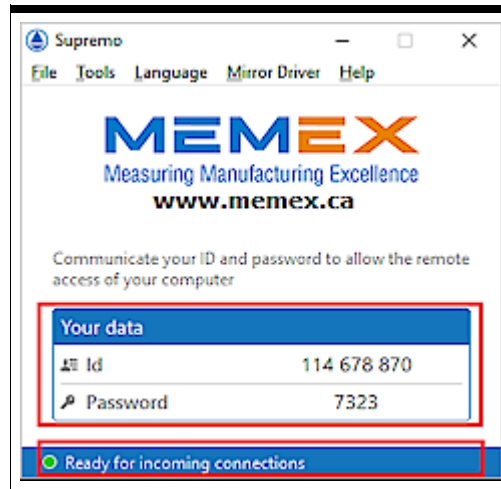 Supremo
File Tools Language Mirror Driver Help
MEMEX
Measuring Manufacturing Excellence
www.memex.ca
Communicate your ID and password to allow the remote
access of your computer
Your data
Id 114 678 870
Password 7323
Ready for incoming connections